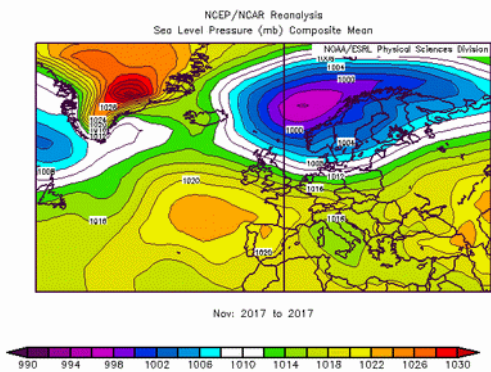 NCEP/NCAR Reanalysis
Sea Level Pressure (mb) Composite Mean
NOAA/ESRL Physical Sciences Division
1004
1000
1028
1024
1000
1004
1008
1008
1012
1016
1020
1016
1016
1020
Nov: 2017 to 2017
990 994 998 1002 1006 1010 1014 1018 1022 1026 1030